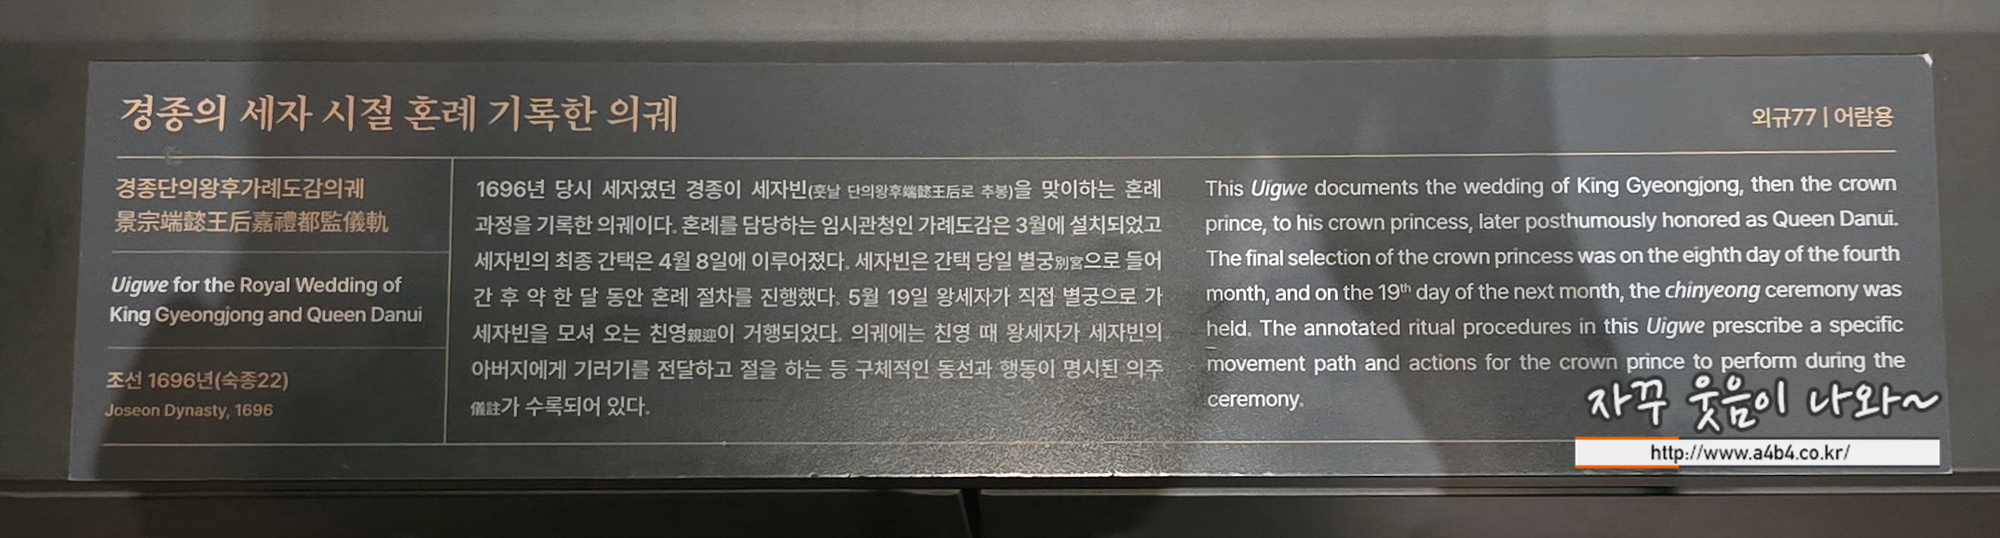 경종의 세자 시절 혼례 기록한 의궤
외규77 | 어람용
경종단의왕후가례도감의궤
景宗端懿王后嘉禮都監儀軌
Uigwe for the Royal Wedding of
King Gyeongjong and Queen Danui
조선 1696년(숙종22)
Joseon Dynasty, 1696
1696년 당시 세자였던 경종이 세자빈(훗날 단의왕후端懿王后로 추봉)을 맞이하는 혼례
과정을 기록한 의궤이다. 혼례를 담당하는 임시관청인 가례도감은 3월에 설치되었고
세자빈의 최종 간택은 4월 8일에 이루어졌다. 세자빈은 간택 당일 별궁別宮으로 들어
간 후 약 한 달 동안 혼례 절차를 진행했다. 5월 19일 왕세자가 직접 별궁으로 가
세자빈을 모셔 오는 친영親迎이 거행되었다. 의궤에는 친영 때 왕세자가 세자빈의
아버지에게 기러기를 전달하고 절을 하는 등 구체적인 동선과 행동이 명시된 의주
儀註가 수록되어 있다.
This Uigwe documents the wedding of King Gyeongjong, then the crown
prince, to his crown princess, later posthumously honored as Queen Danui.
The final selection of the crown princess was on the eighth day of the fourth
month, and on the 19th day of the next month, the chinyeong ceremony was
held. The annotated ritual procedures in this Uigwe prescribe a specific
movement path and actions for the crown prince to perform during the
ceremony.
자꾸 웃음이 나와~
http://www.a4b4.co.kr/